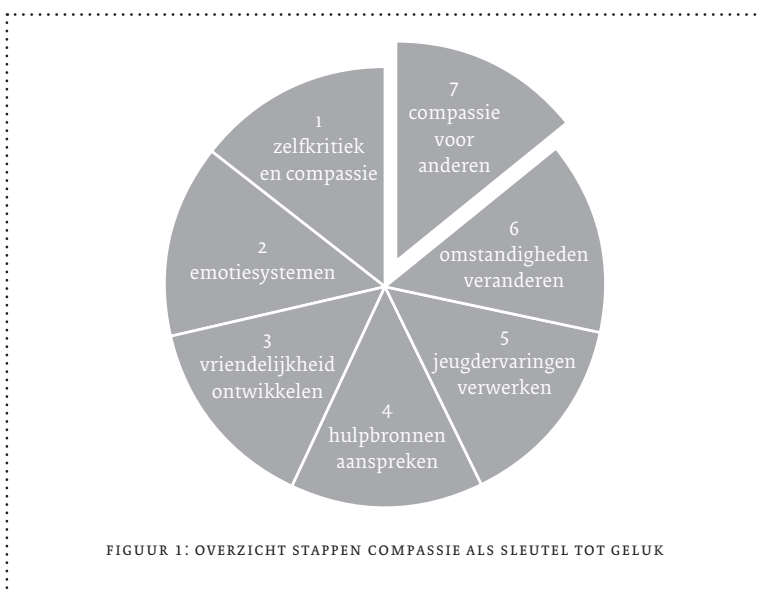 1
zelfkritiek
en compassie
2
emotiesystemen
3
vriendelijkheid
ontwikkelen
4
hulpbronnen
aanspreken
5
jeugdervaringen
verwerken
6
omstandigheden
veranderen
7
compassie
voor
anderen
FIGUUR 1: OVERZICHT STAPPEN COMPASSIE ALS SLEUTEL TOT GELUK